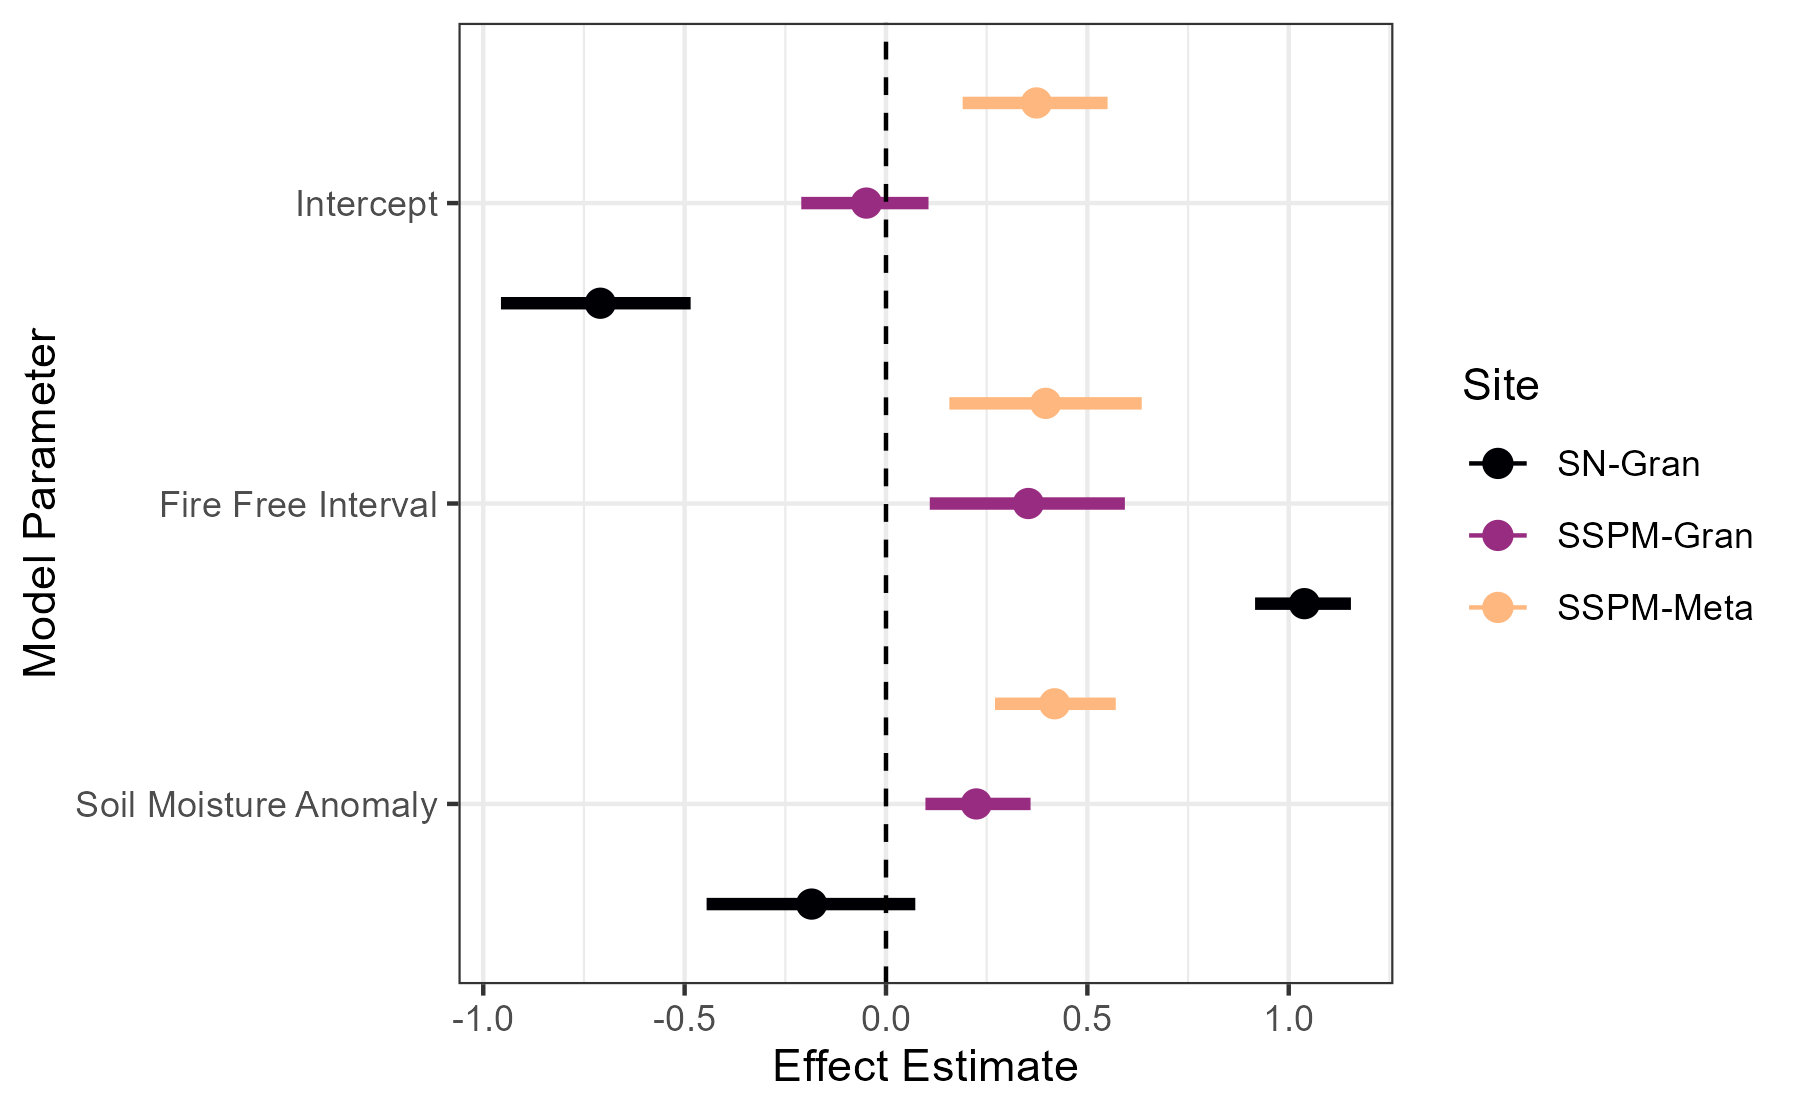 Model Parameter
Intercept
Fire Free Interval
Soil Moisture Anomaly
-1.0
-0.5
0.0
0.5
1.0
Effect Estimate
Site
SN-Gran
SSPM-Gran
SSPM-Meta